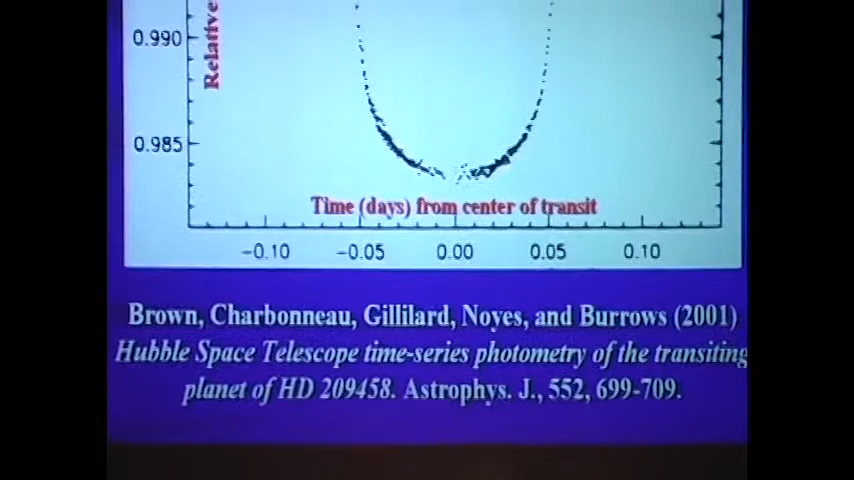 0.990
Relative
0.985
Time (days) from center of transit
−0.10 −0.05 0.00 0.05 0.10
Brown, Charbonneau, Gillilard, Noyes, and Burrows (2001)
Hubble Space Telescope time-series photometry of the transiting
planet of HD 209458. Astrophys. J., 552, 699-709.